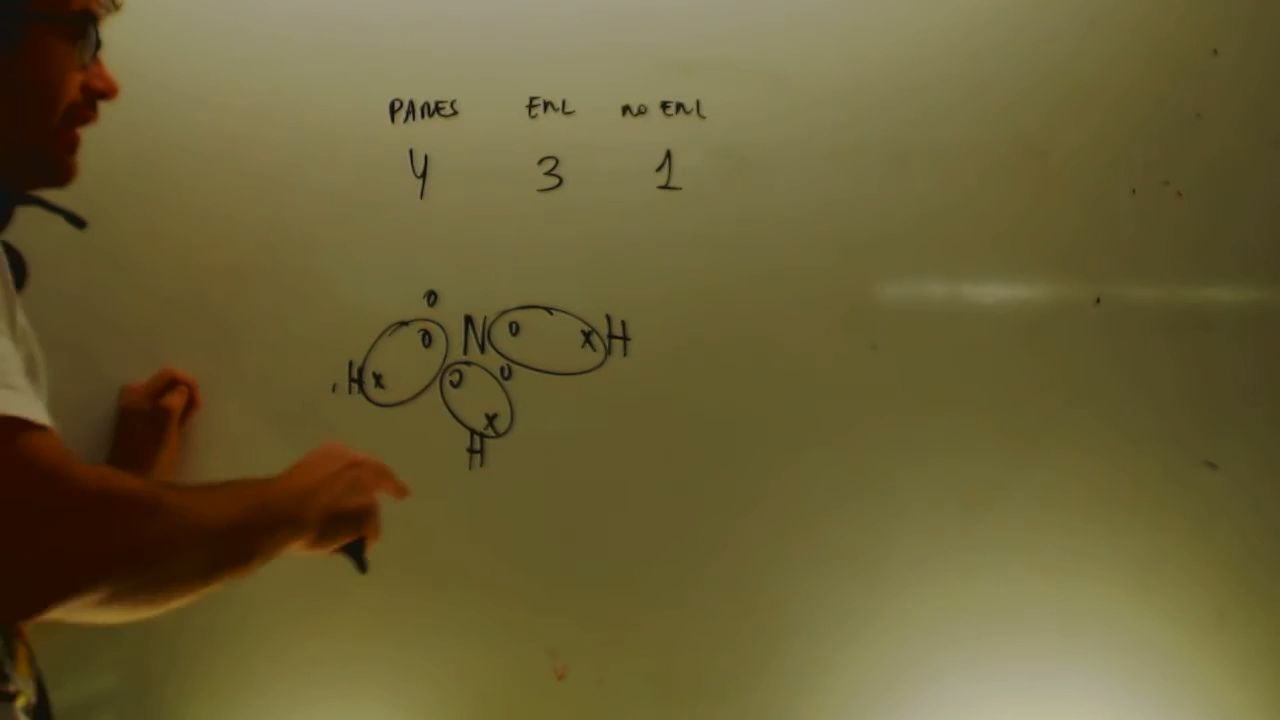 PARES ENL no ENL
4 3 1
o
H x o N o x H
o o
x
H